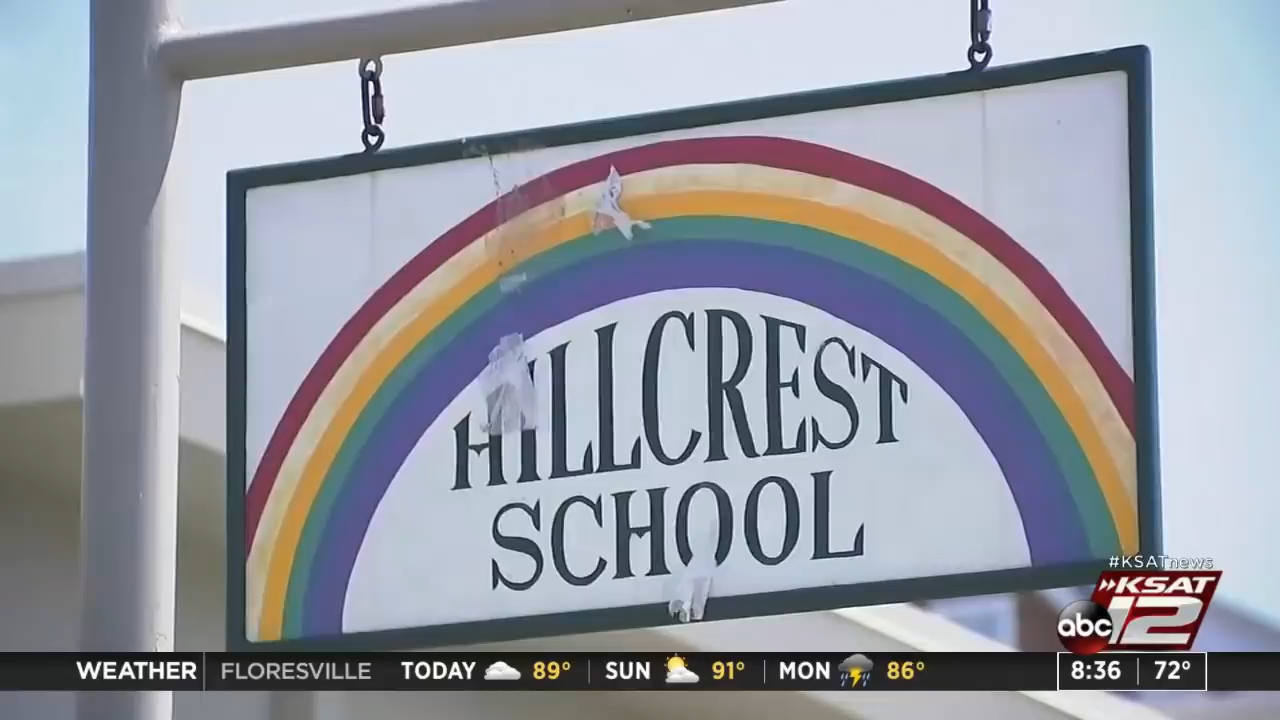 HILLCREST
SCHOOL
#KSATnews
KSAT
abc 12
WEATHER FLORESVILLE TODAY 89° SUN 91° MON 86° 8:36 72°